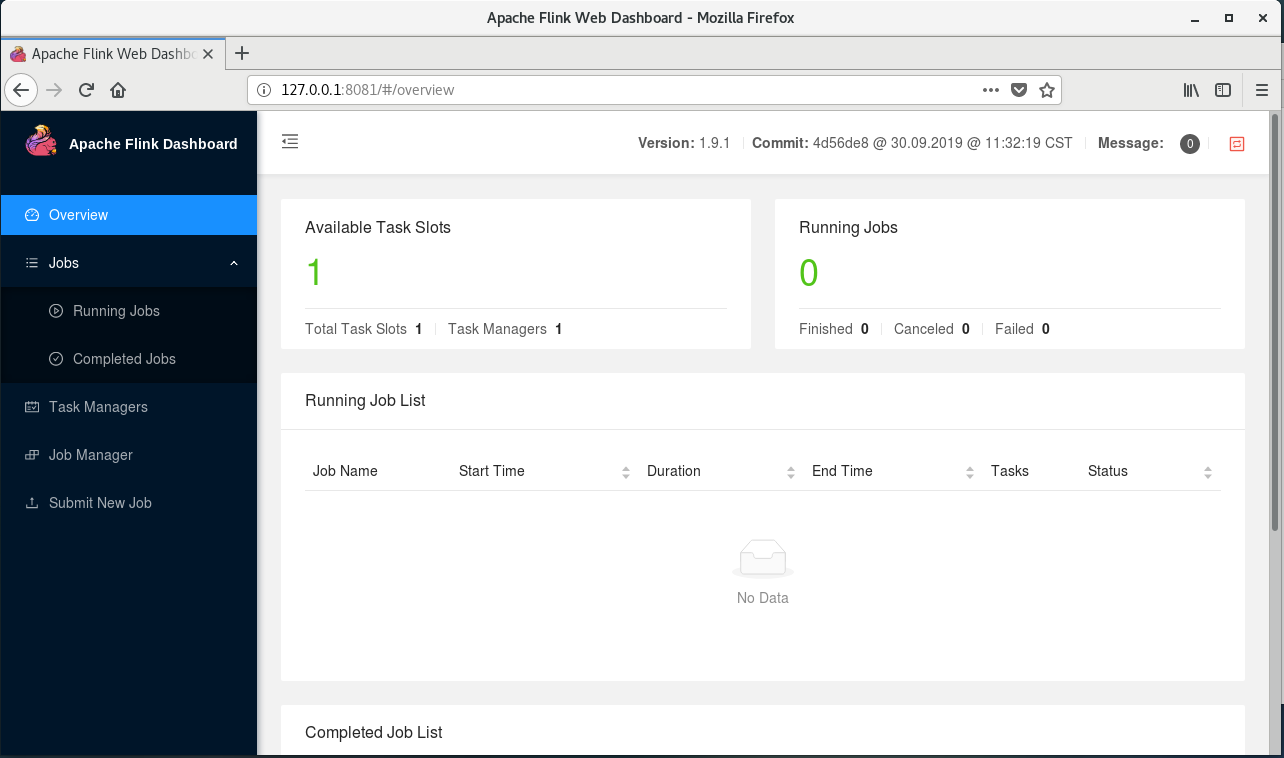 Apache Flink Web Dashboard - Mozilla Firefox
Apache Flink Web Dashb
127.0.0.1:8081/#/overview
Apache Flink Dashboard
Version: 1.9.1 Commit: 4d56de8 @ 30.09.2019 @ 11:32:19 CST Message: 0
Overview
Jobs
Running Jobs
Completed Jobs
Task Managers
Job Manager
Submit New Job
Available Task Slots
1
Total Task Slots 1 Task Managers 1
Running Jobs
0
Finished 0 Canceled 0 Failed 0
Running Job List
Job Name Start Time Duration End Time Tasks Status
No Data
Completed Job List